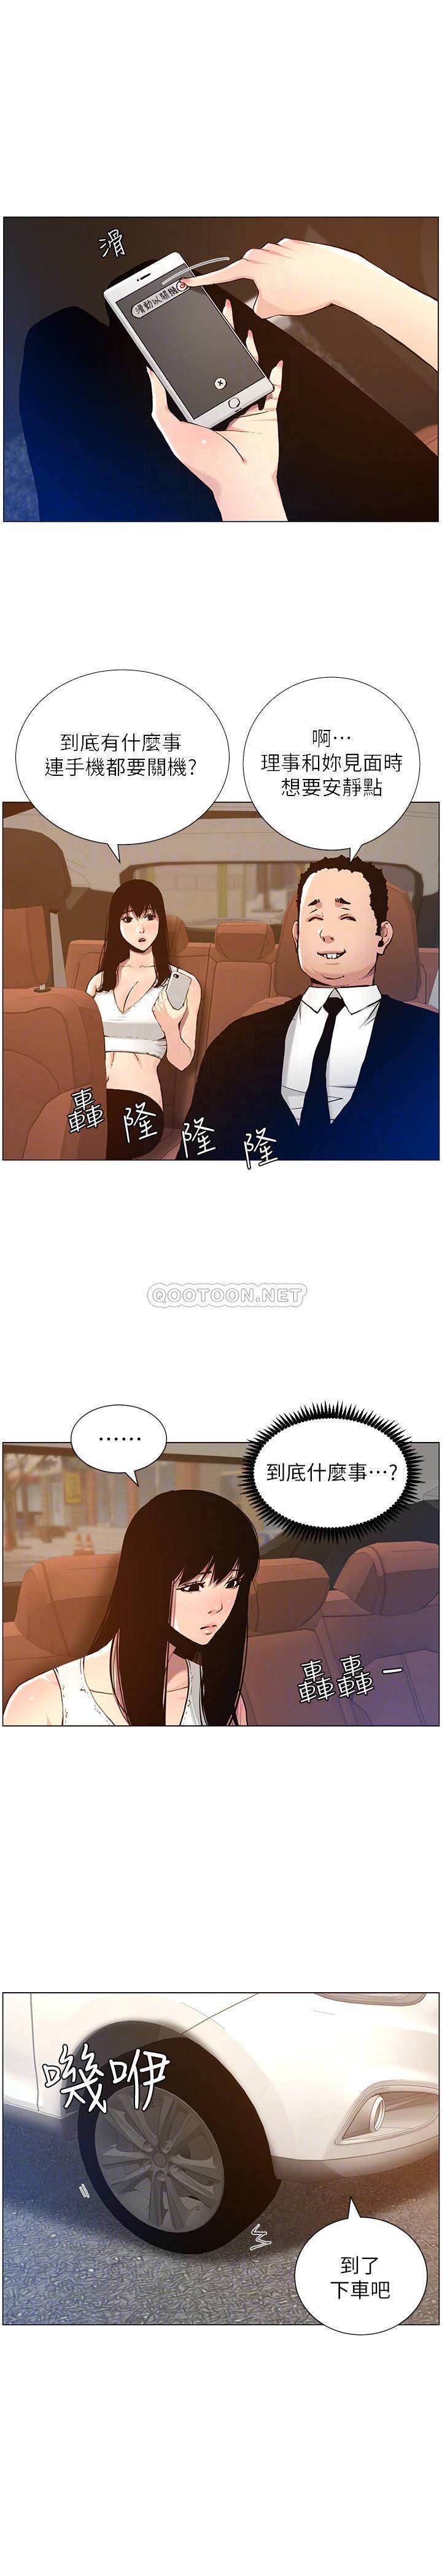 滑
滑動以關機
到底有什麼事
連手機都要關機?
啊…
理事和妳見面時
想要安靜點
轟
隆
隆
隆
QOOTOON.NET
……
到底什麼事…?
轟轟—
嘰咿
到了
下車吧